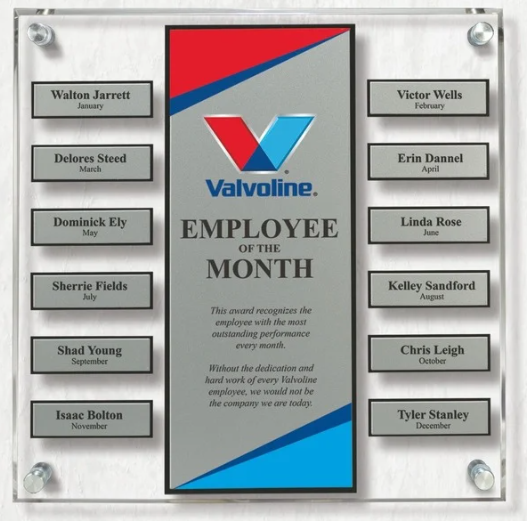 Walton Jarrett
January
Delores Steed
March
Dominick Ely
May
Sherrie Fields
July
Shad Young
September
Isaac Bolton
November
Valvoline®
EMPLOYEE
OF THE
MONTH
This award recognizes the
employee with the most
outstanding performance
every month.
Without the dedication and
hard work of every Valvoline
employee, we would not be
the company we are today.
Victor Wells
February
Erin Dannel
April
Linda Rose
June
Kelley Sandford
August
Chris Leigh
October
Tyler Stanley
December